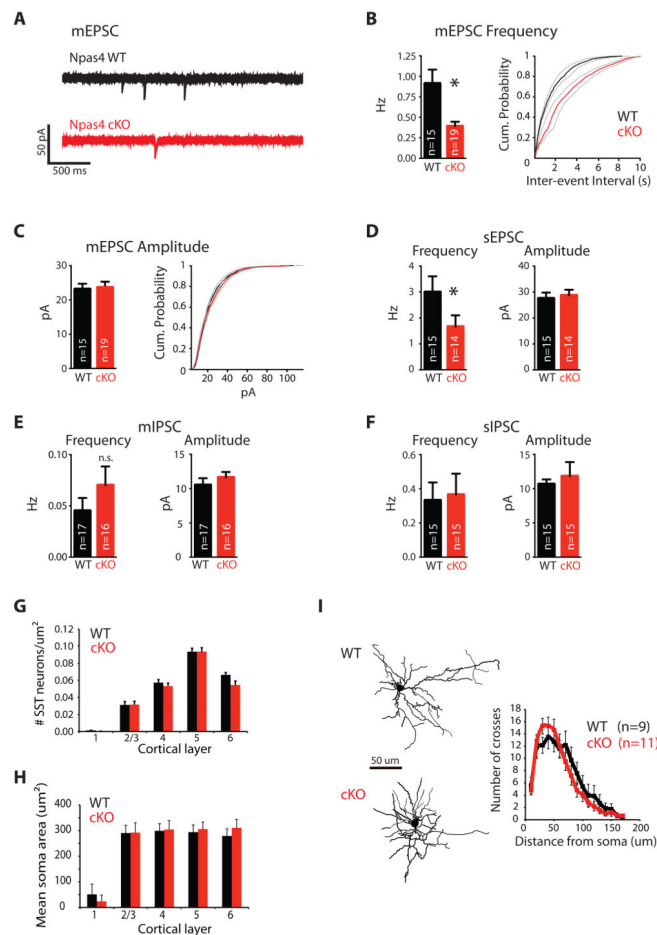 A mEPSC
Npas4 WT
Npas4 cKO
50 pA
500 ms
B mEPSC Frequency
1.25
1.00
0.75
0.50
0.25
0.00
Hz
*
n=15
n=19
WT cKO
1
0.8
0.6
0.4
0.2
Cum. Probability
WT
cKO
2 4 6 8 10
Inter-event Interval (s)
C mEPSC Amplitude
30
20
10
0
pA
n=15
n=19
WT cKO
1
0.8
0.6
0.4
0.2
Cum. Probability
20 40 60 80 100
pA
D sEPSC
Frequency
4
3
2
1
0
Hz
*
n=15
n=14
WT cKO
Amplitude
40
30
20
10
0
pA
n=15
n=14
WT cKO
E mIPSC
Frequency
n.s.
0.10
0.05
0.00
Hz
n=17
n=16
WT cKO
Amplitude
15
10
5
0
pA
n=17
n=16
WT cKO
F sIPSC
Frequency
0.6
0.4
0.2
0.0
Hz
n=15
n=15
WT cKO
Amplitude
15
10
5
0
pA
n=15
n=15
WT cKO
G
WT
cKO
0.12
0.10
0.08
0.06
0.04
0.02
0.00
# SST neurons/um²
1 2/3 4 5 6
Cortical layer
H
WT
cKO
400
300
200
100
0
Mean soma area (um²)
1 2/3 4 5 6
Cortical layer
I
WT
50 um
cKO
18
16
14
12
10
8
6
4
2
0
Number of crosses
WT (n=9)
cKO (n=11)
0 50 100 150 200
Distance from soma (um)